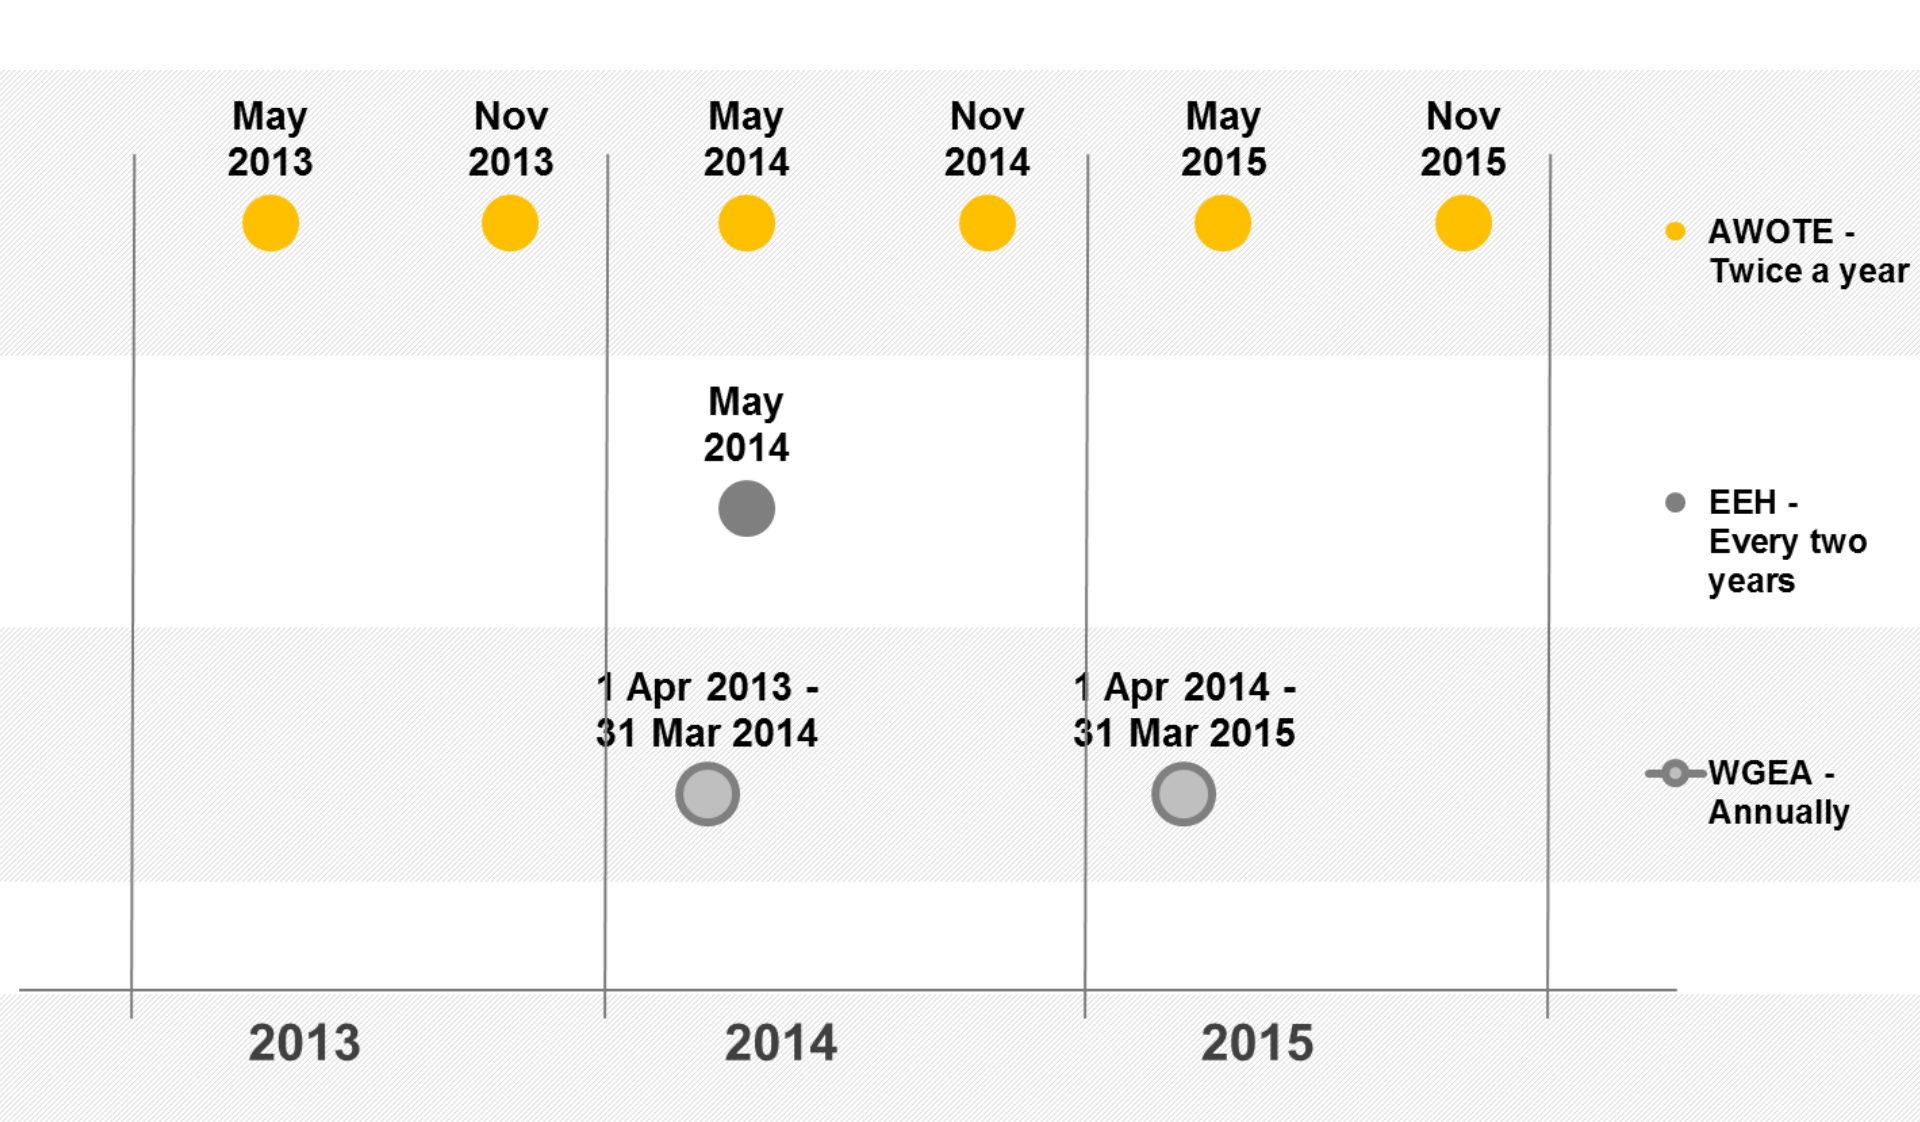 May
2013
Nov
2013
May
2014
Nov
2014
May
2015
Nov
2015
AWOTE -
Twice a year
May
2014
EEH -
Every two
years
1 Apr 2013 -
31 Mar 2014
1 Apr 2014 -
31 Mar 2015
WGEA -
Annually
2013
2014
2015